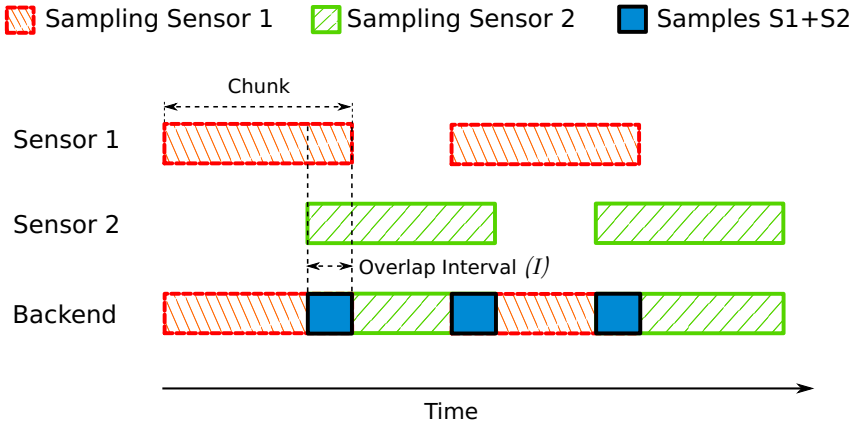 Sampling Sensor 1 Sampling Sensor 2 Samples S1+S2
Chunk
Sensor 1
Sensor 2
Overlap Interval (I)
Backend
Time